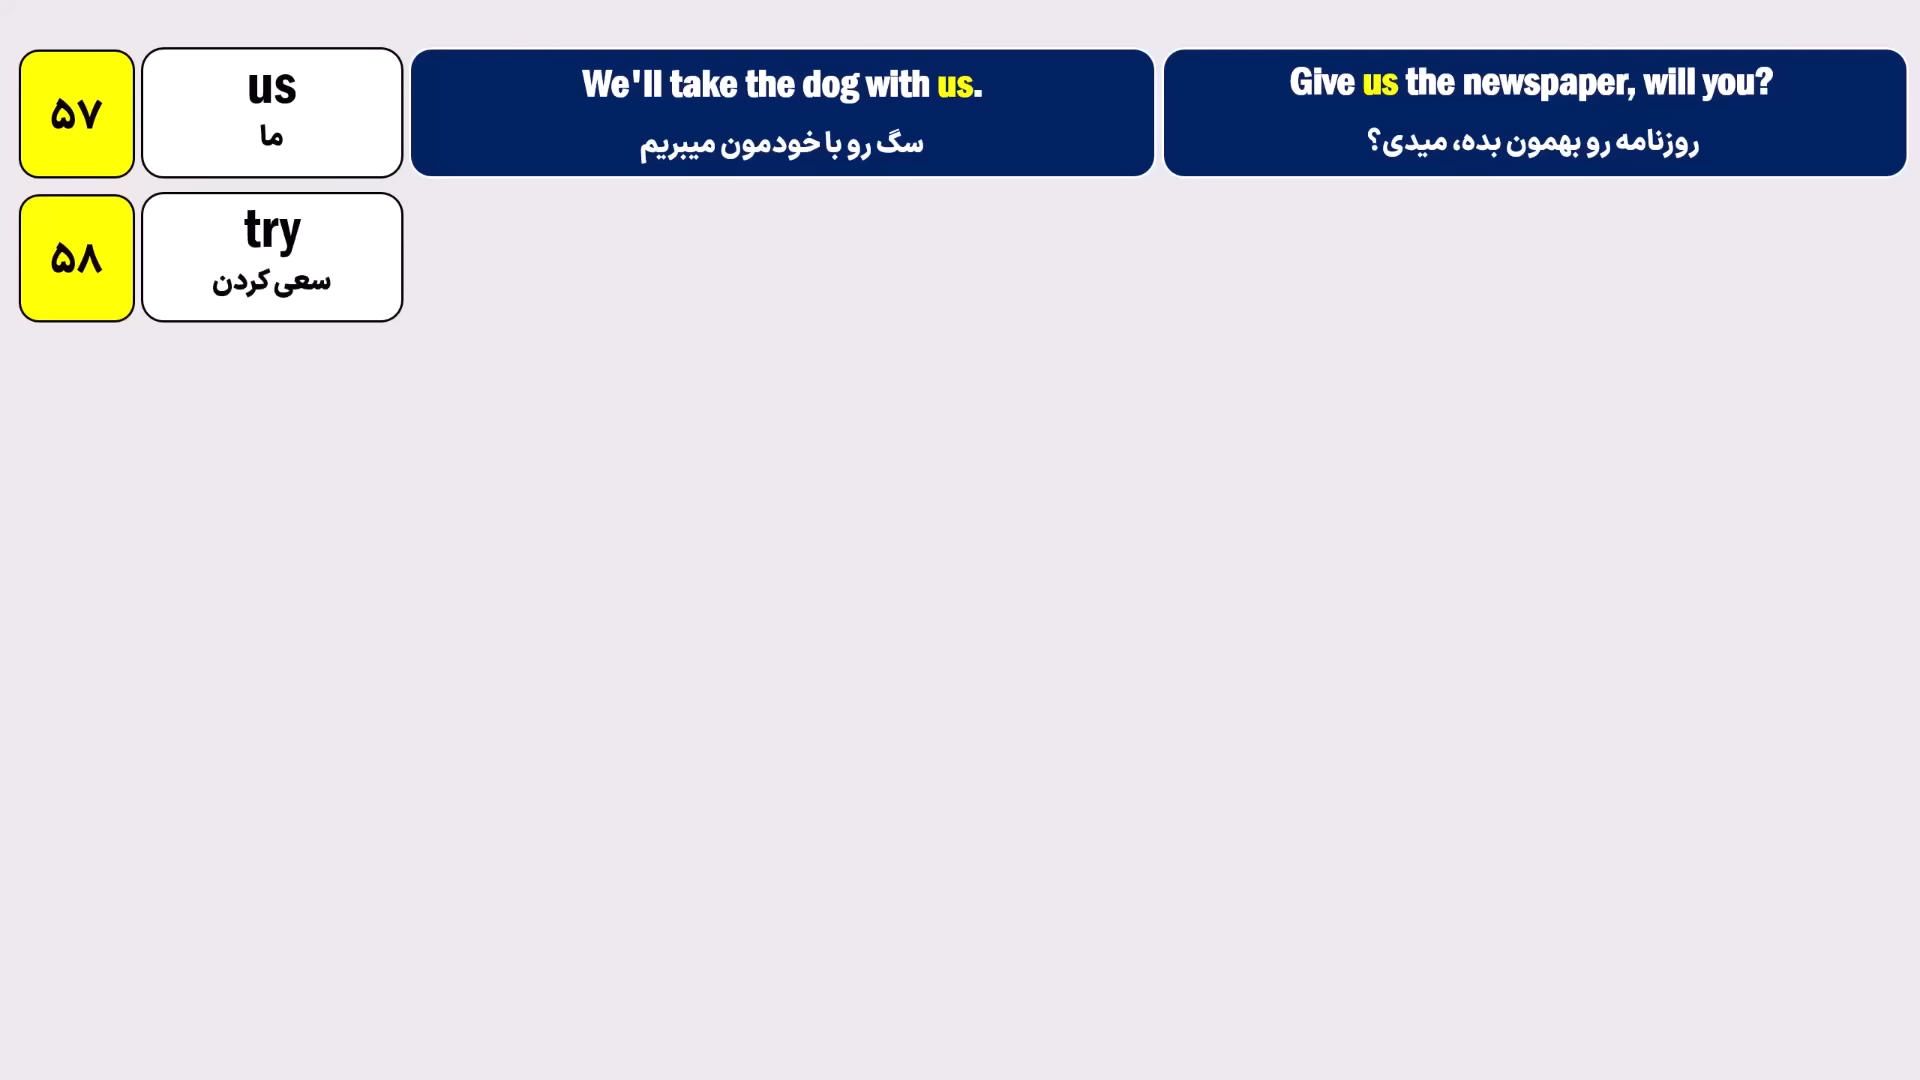 ۵۷
us
ما
We'll take the dog with us.
سگ رو با خودمون میبریم
Give us the newspaper, will you?
روزنامه رو بهمون بده، میدی؟
۵۸
try
سعی کردن